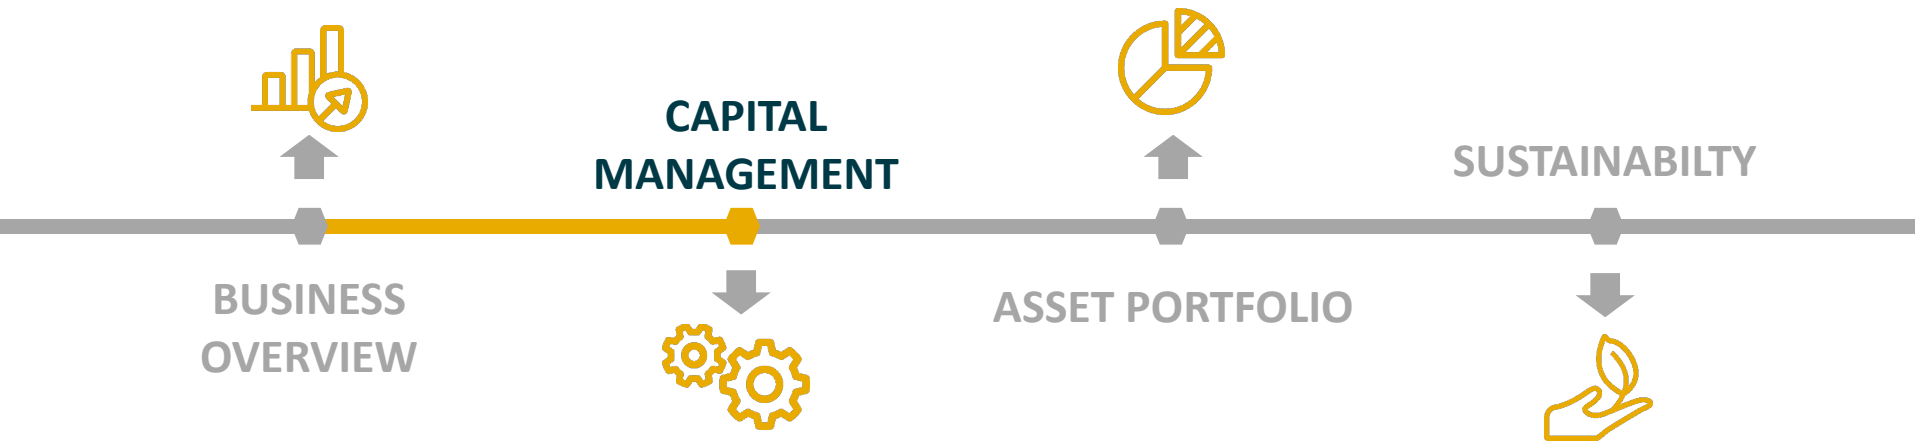 BUSINESS
OVERVIEW
CAPITAL
MANAGEMENT
ASSET PORTFOLIO
SUSTAINABILTY